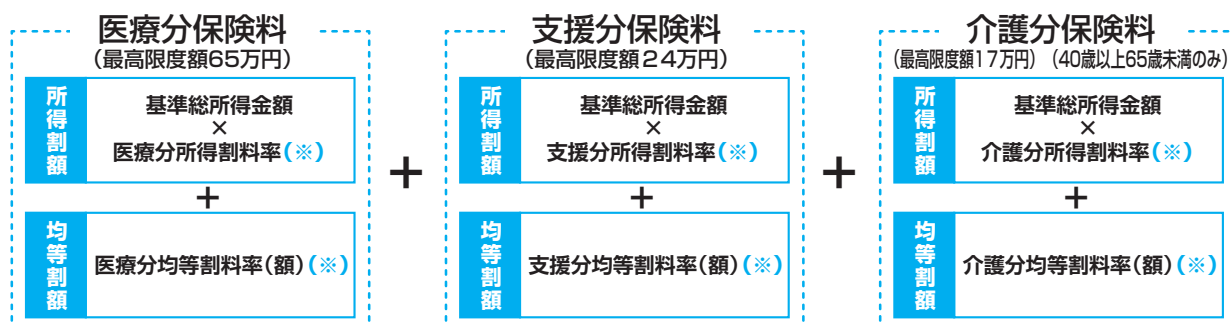 医療分保険料
(最高限度額65万円)
所得割額
基準総所得金額
×
医療分所得割料率(※)
+
均等割額
医療分均等割料率(額)(※)
+
支援分保険料
(最高限度額24万円)
所得割額
基準総所得金額
×
支援分所得割料率(※)
+
均等割額
支援分均等割料率(額)(※)
+
介護分保険料
(最高限度額17万円)(40歳以上65歳未満のみ)
所得割額
基準総所得金額
×
介護分所得割料率(※)
+
均等割額
介護分均等割料率(額)(※)